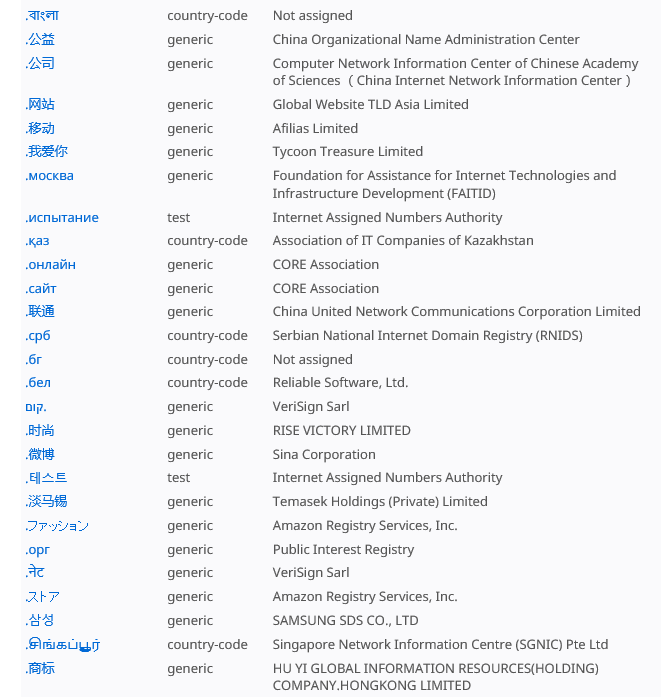 .বাংলা country-code Not assigned
.公益 generic China Organizational Name Administration Center
.公司 generic Computer Network Information Center of Chinese Academy
of Sciences （China Internet Network Information Center）
.网站 generic Global Website TLD Asia Limited
.移动 generic Afilias Limited
.我爱你 generic Tycoon Treasure Limited
.москва generic Foundation for Assistance for Internet Technologies and
Infrastructure Development (FAITID)
.испытание test Internet Assigned Numbers Authority
.қаз country-code Association of IT Companies of Kazakhstan
.онлайн generic CORE Association
.сайт generic CORE Association
.联通 generic China United Network Communications Corporation Limited
.срб country-code Serbian National Internet Domain Registry (RNIDS)
.бг country-code Not assigned
.бел country-code Reliable Software, Ltd.
.קום generic VeriSign Sarl
.时尚 generic RISE VICTORY LIMITED
.微博 generic Sina Corporation
.테스트 test Internet Assigned Numbers Authority
.淡马锡 generic Temasek Holdings (Private) Limited
.ファッション generic Amazon Registry Services, Inc.
.орг generic Public Interest Registry
.नेट generic VeriSign Sarl
.ストア generic Amazon Registry Services, Inc.
.삼성 generic SAMSUNG SDS CO., LTD
.சிங்கப்பூர் country-code Singapore Network Information Centre (SGNIC) Pte Ltd
.商标 generic HU YI GLOBAL INFORMATION RESOURCES(HOLDING)
COMPANY.HONGKONG LIMITED